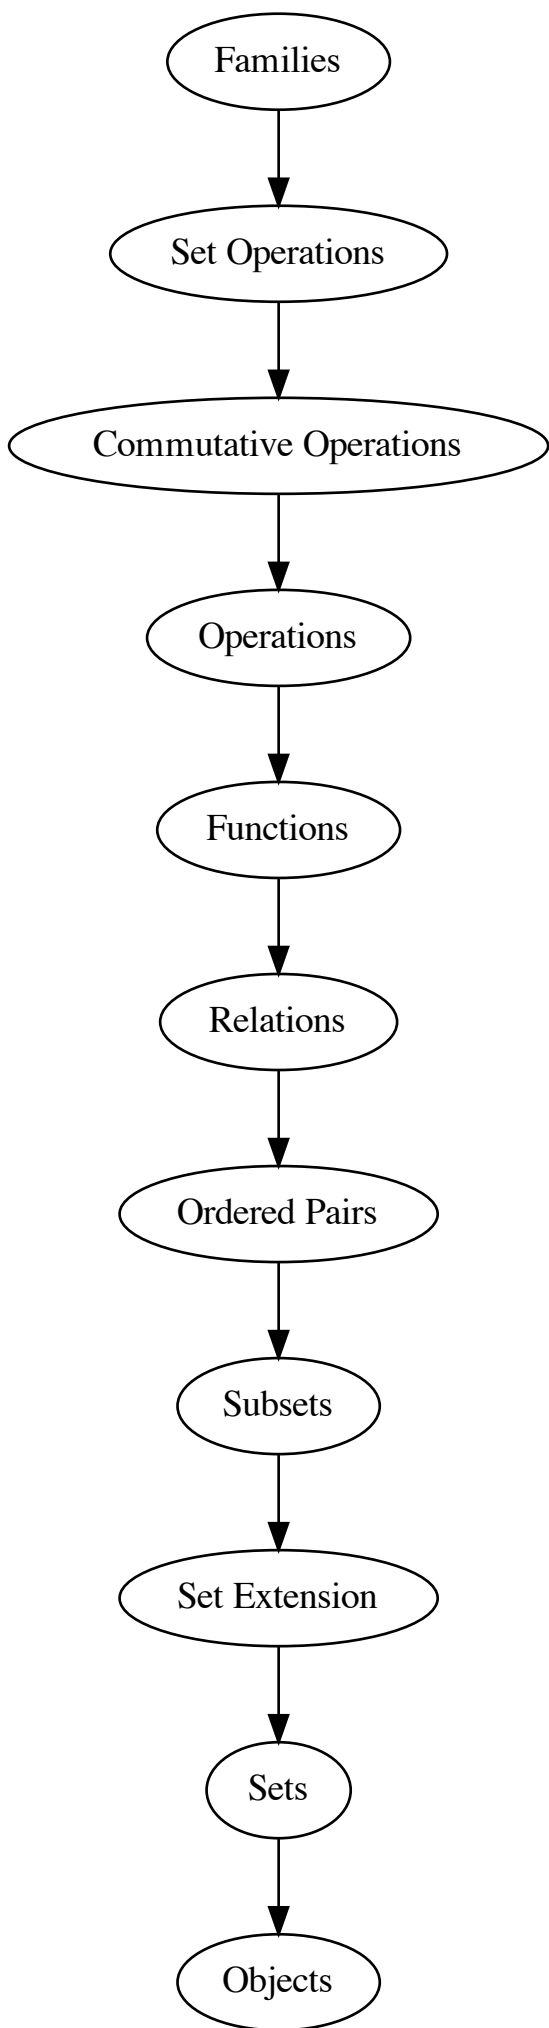 Families
Set Operations
Commutative Operations
Operations
Functions
Relations
Ordered Pairs
Subsets
Set Extension
Sets
Objects